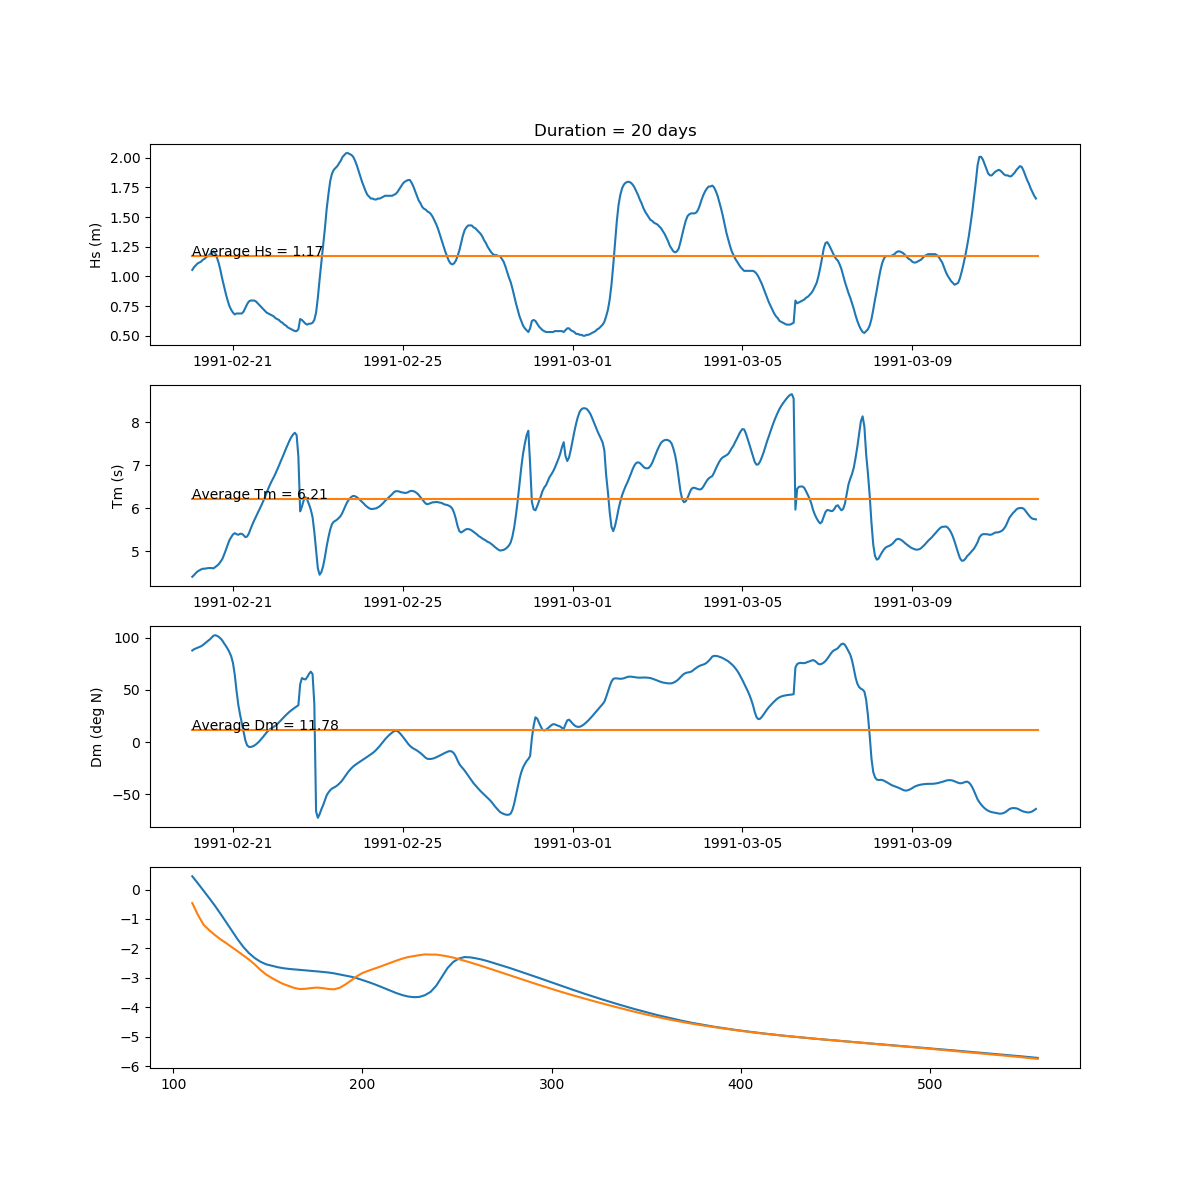 Duration = 20 days
2.00
1.75
1.50
1.25
1.00
0.75
0.50
Hs (m)
Average Hs = 1.17
1991-02-21 1991-02-25 1991-03-01 1991-03-05 1991-03-09
8
7
6
5
Tm (s)
Average Tm = 6.21
1991-02-21 1991-02-25 1991-03-01 1991-03-05 1991-03-09
100
50
0
−50
Dm (deg N)
Average Dm = 11.78
1991-02-21 1991-02-25 1991-03-01 1991-03-05 1991-03-09
0
−1
−2
−3
−4
−5
−6
100 200 300 400 500